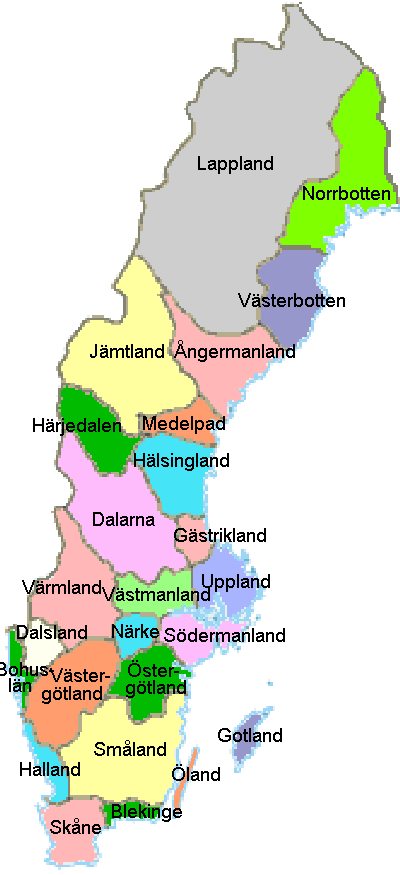 Lappland
Norrbotten
Västerbotten
Jämtland
Ångermanland
Härjedalen
Medelpad
Hälsingland
Dalarna
Gästrikland
Värmland
Västmanland
Uppland
Dalsland
Närke
Södermanland
Bohus-
län
Väster-
götland
Öster-
götland
Gotland
Småland
Halland
Öland
Blekinge
Skåne